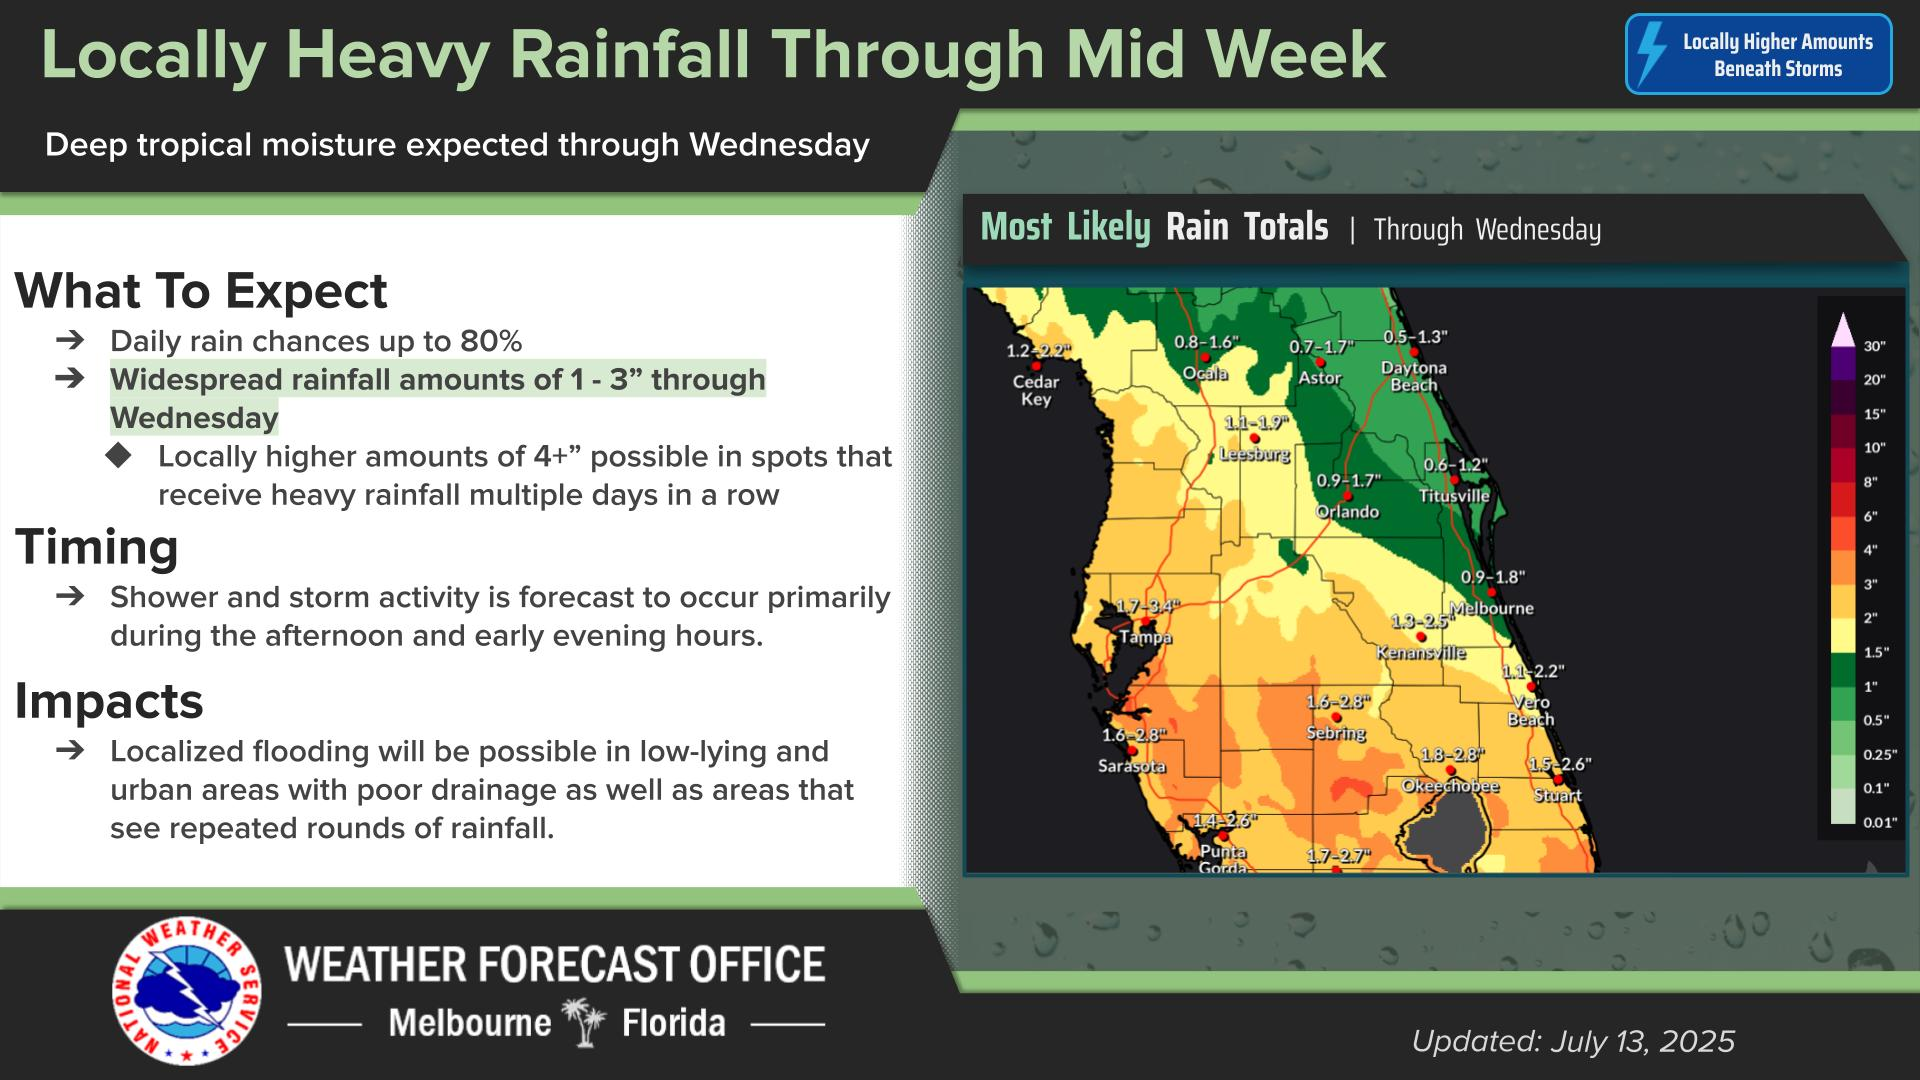 Locally Heavy Rainfall Through Mid Week
Locally Higher Amounts
Beneath Storms
Deep tropical moisture expected through Wednesday
Most Likely Rain Totals | Through Wednesday
What To Expect
➔ Daily rain chances up to 80%
➔ Widespread rainfall amounts of 1 - 3” through
Wednesday
◆ Locally higher amounts of 4+” possible in spots that
receive heavy rainfall multiple days in a row
Timing
➔ Shower and storm activity is forecast to occur primarily
during the afternoon and early evening hours.
Impacts
➔ Localized flooding will be possible in low-lying and
urban areas with poor drainage as well as areas that
see repeated rounds of rainfall.
1.2–2.2"
Cedar
Key
0.8–1.6"
Ocala
0.7–1.7"
Astor
0.5–1.3"
Daytona
Beach
1.1–1.9"
Leesburg
0.9–1.7"
Orlando
0.6–1.2"
Titusville
0.9–1.8"
Melbourne
1.7–3.4"
Tampa
1.3–2.5"
Kenansville
1.1–2.2"
Vero
Beach
1.6–2.8"
Sebring
1.6–2.8"
Sarasota
1.8–2.8"
Okeechobee
1.5–2.6"
Stuart
1.4–2.6"
Punta
Gorda
1.7–2.7"
30"
20"
15"
10"
8"
6"
4"
3"
2"
1.5"
1"
0.5"
0.25"
0.1"
0.01"
NATIONAL WEATHER SERVICE
WEATHER FORECAST OFFICE
Melbourne Florida
Updated: July 13, 2025